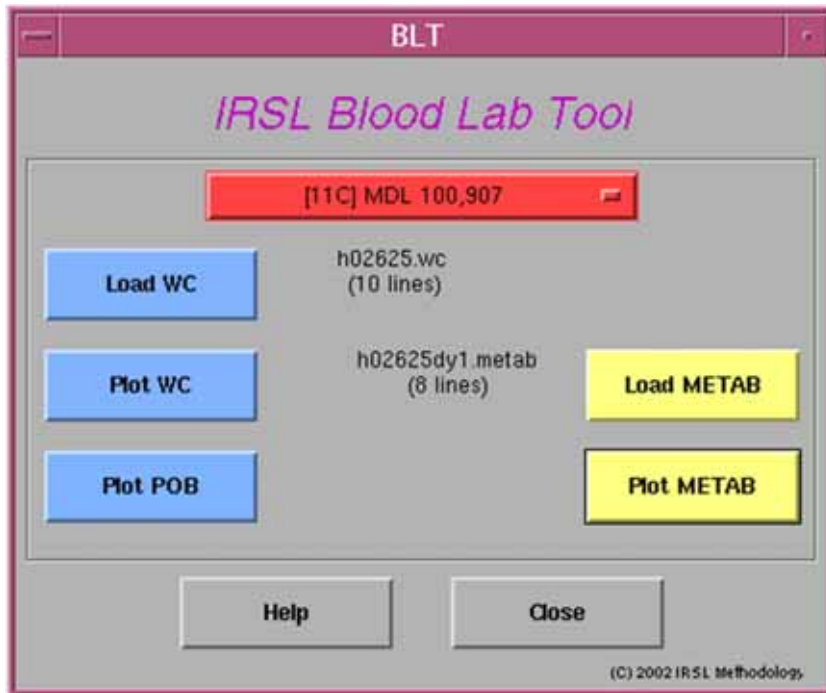 BLT
IRSL Blood Lab Tool
[11C] MDL 100,907
Load WC
h02625.wc
(10 lines)
Plot WC
h02625dy1.metab
(8 lines)
Load METAB
Plot POB
Plot METAB
Help
Close
(C) 2002 IRSL Methodology